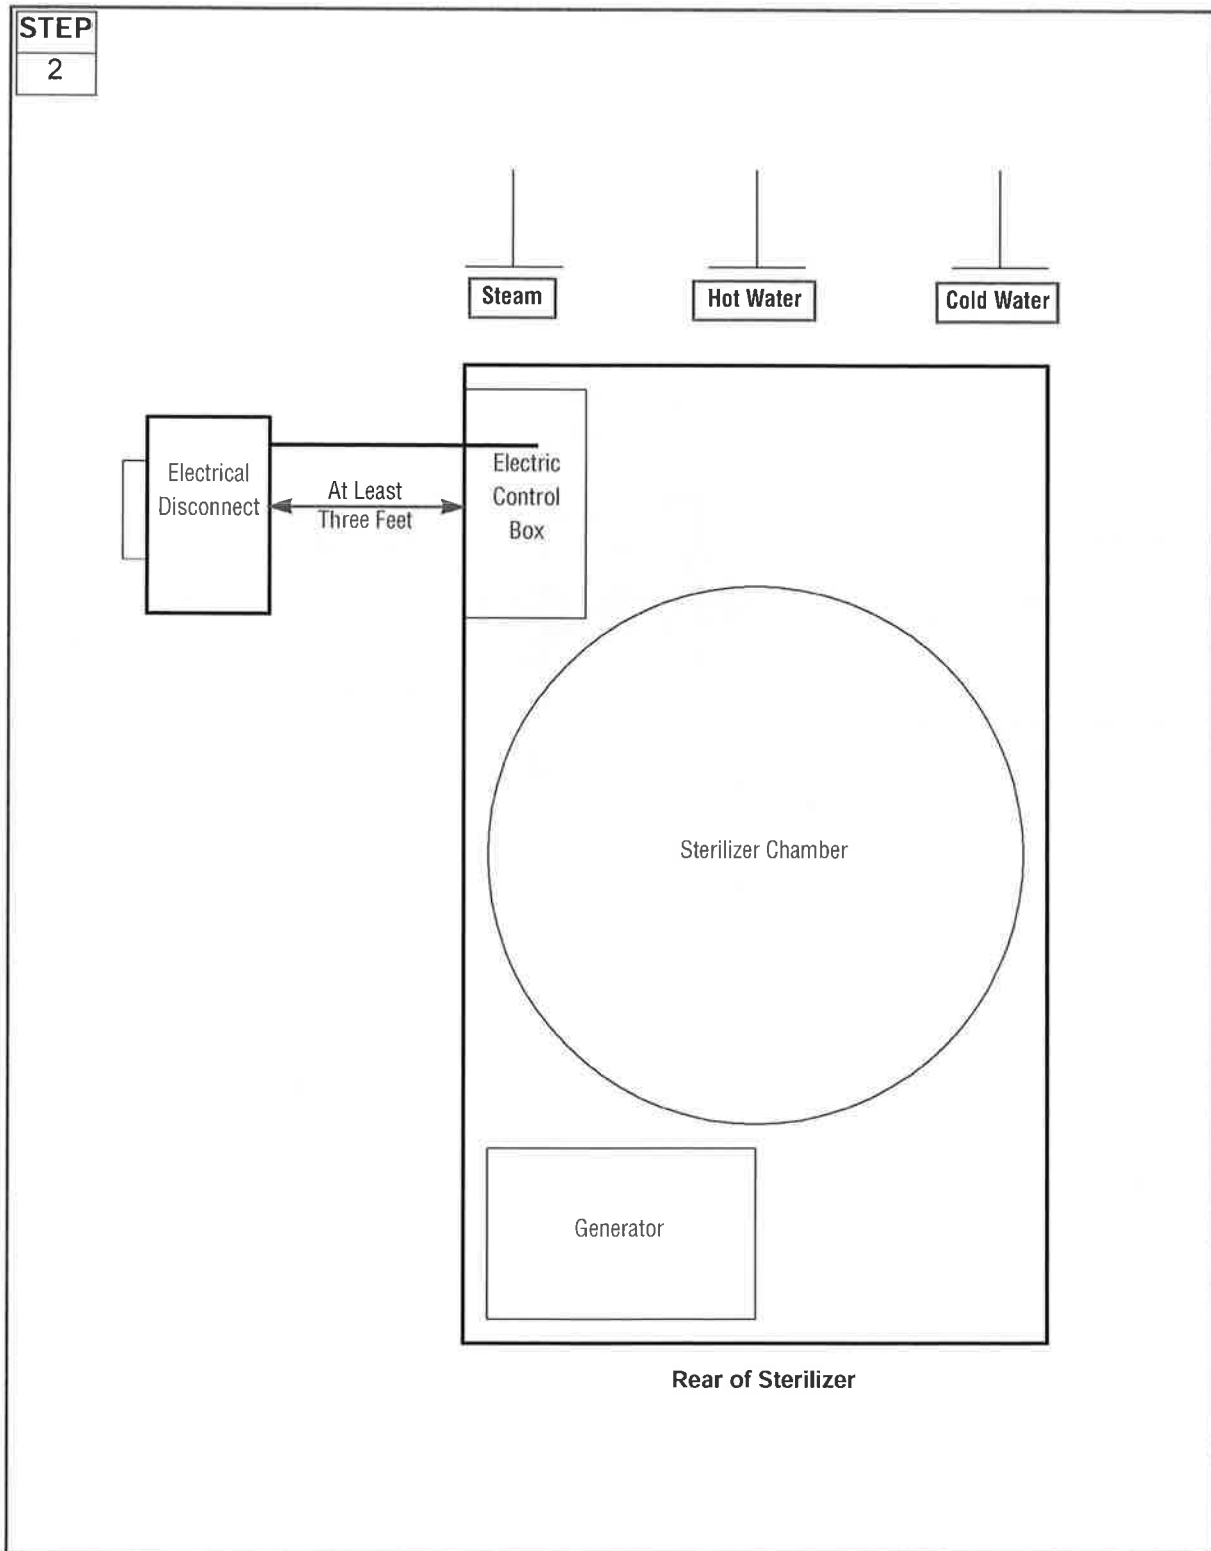 STEP
2
Steam
Hot Water
Cold Water
Electrical
Disconnect
At Least
Three Feet
Electric
Control
Box
Sterilizer Chamber
Generator
Rear of Sterilizer